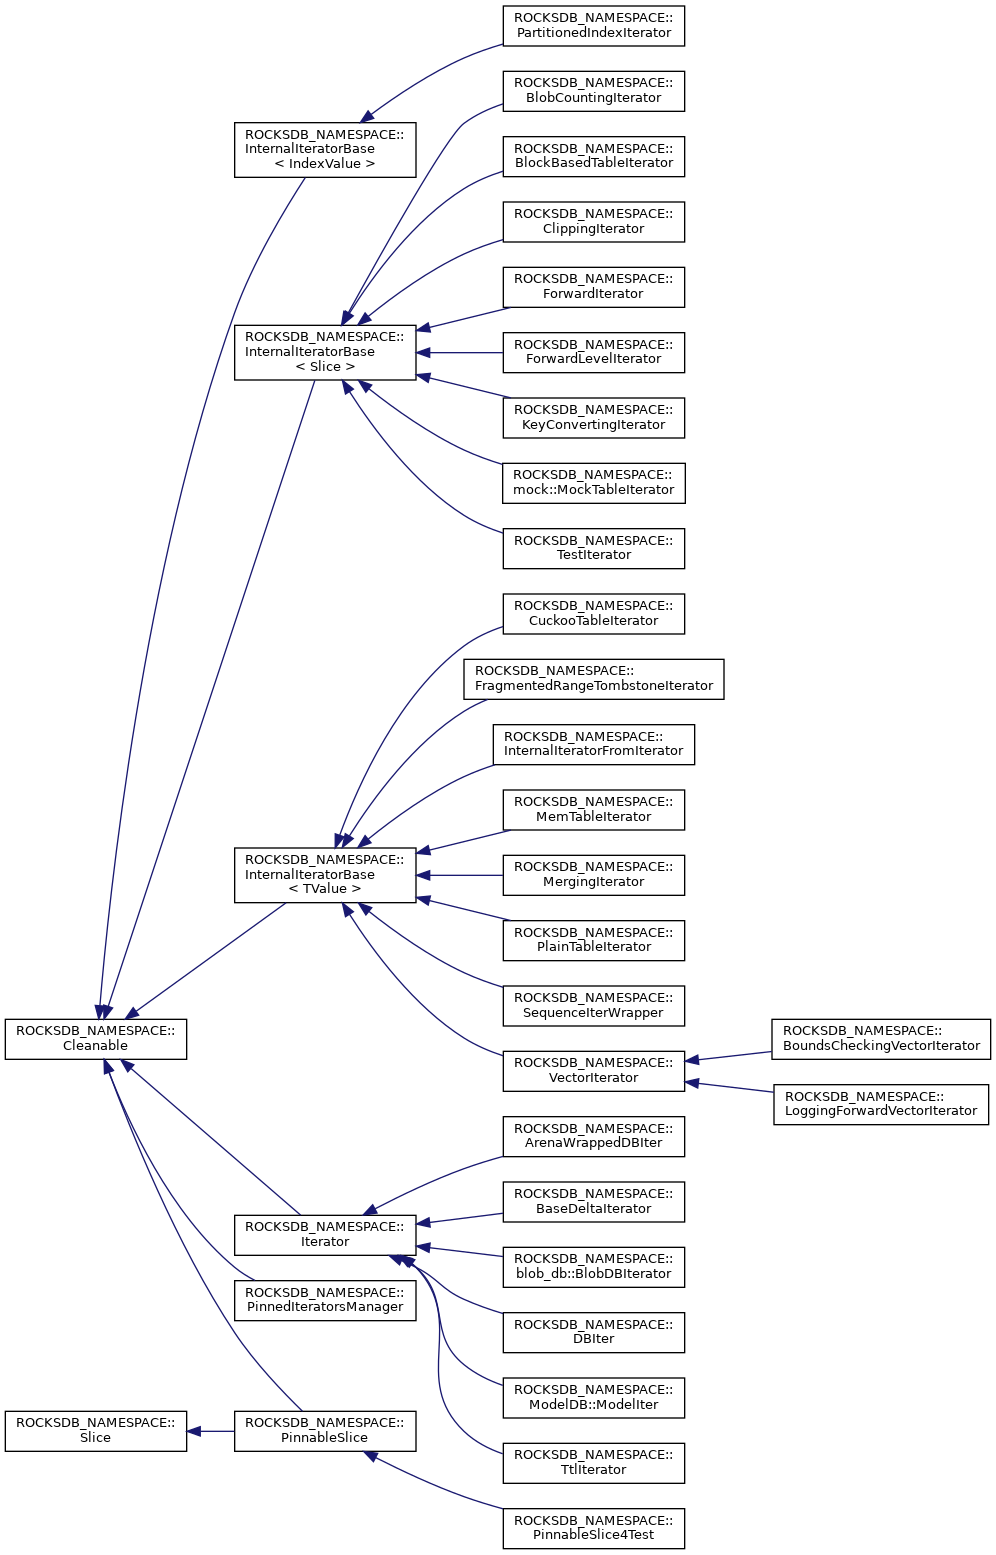 ROCKSDB_NAMESPACE::
PartitionedIndexIterator
ROCKSDB_NAMESPACE::
BlobCountingIterator
ROCKSDB_NAMESPACE::
InternalIteratorBase
< IndexValue >
ROCKSDB_NAMESPACE::
BlockBasedTableIterator
ROCKSDB_NAMESPACE::
ClippingIterator
ROCKSDB_NAMESPACE::
ForwardIterator
ROCKSDB_NAMESPACE::
InternalIteratorBase
< Slice >
ROCKSDB_NAMESPACE::
ForwardLevelIterator
ROCKSDB_NAMESPACE::
KeyConvertingIterator
ROCKSDB_NAMESPACE::
mock::MockTableIterator
ROCKSDB_NAMESPACE::
TestIterator
ROCKSDB_NAMESPACE::
CuckooTableIterator
ROCKSDB_NAMESPACE::
FragmentedRangeTombstoneIterator
ROCKSDB_NAMESPACE::
InternalIteratorFromIterator
ROCKSDB_NAMESPACE::
MemTableIterator
ROCKSDB_NAMESPACE::
InternalIteratorBase
< TValue >
ROCKSDB_NAMESPACE::
MergingIterator
ROCKSDB_NAMESPACE::
PlainTableIterator
ROCKSDB_NAMESPACE::
SequenceIterWrapper
ROCKSDB_NAMESPACE::
Cleanable
ROCKSDB_NAMESPACE::
VectorIterator
ROCKSDB_NAMESPACE::
BoundsCheckingVectorIterator
ROCKSDB_NAMESPACE::
LoggingForwardVectorIterator
ROCKSDB_NAMESPACE::
ArenaWrappedDBIter
ROCKSDB_NAMESPACE::
BaseDeltaIterator
ROCKSDB_NAMESPACE::
Iterator
ROCKSDB_NAMESPACE::
blob_db::BlobDBIterator
ROCKSDB_NAMESPACE::
PinnedIteratorsManager
ROCKSDB_NAMESPACE::
DBIter
ROCKSDB_NAMESPACE::
ModelDB::ModelIter
ROCKSDB_NAMESPACE::
Slice
ROCKSDB_NAMESPACE::
PinnableSlice
ROCKSDB_NAMESPACE::
TtlIterator
ROCKSDB_NAMESPACE::
PinnableSlice4Test